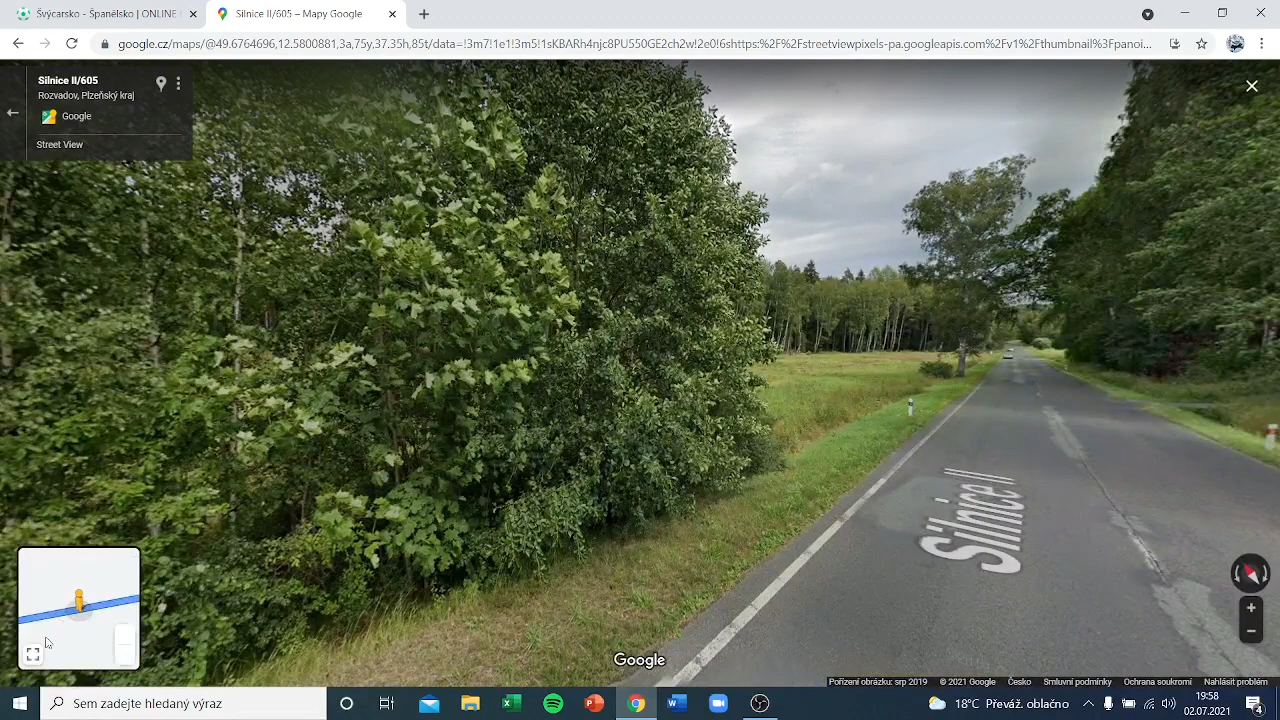 Švýcarsko - Španělsko | ONLINE
Silnice II/605 – Mapy Google
google.cz/maps/@49.6764696,12.5800881,3a,75y,37.35h,85t/data=!3m7!1e1!3m5!1sKBARh4njc8PU550GE2ch2w!2e0!6shttps:%2F%2Fstreetviewpixels-pa.googleapis.com%2Fv1%2Fthumbnail%3Fpanoi...
Silnice II/605
Rozvadov, Plzeňský kraj
Google
Street View
Silnice II
Google
Pořízení obrázku: srp 2019 © 2021 Google Česko Smluvní podmínky Ochrana soukromí Nahlásit problém
Sem zadejte hledaný výraz
18°C Převáž. oblačno
19:58
02.07.2021
4